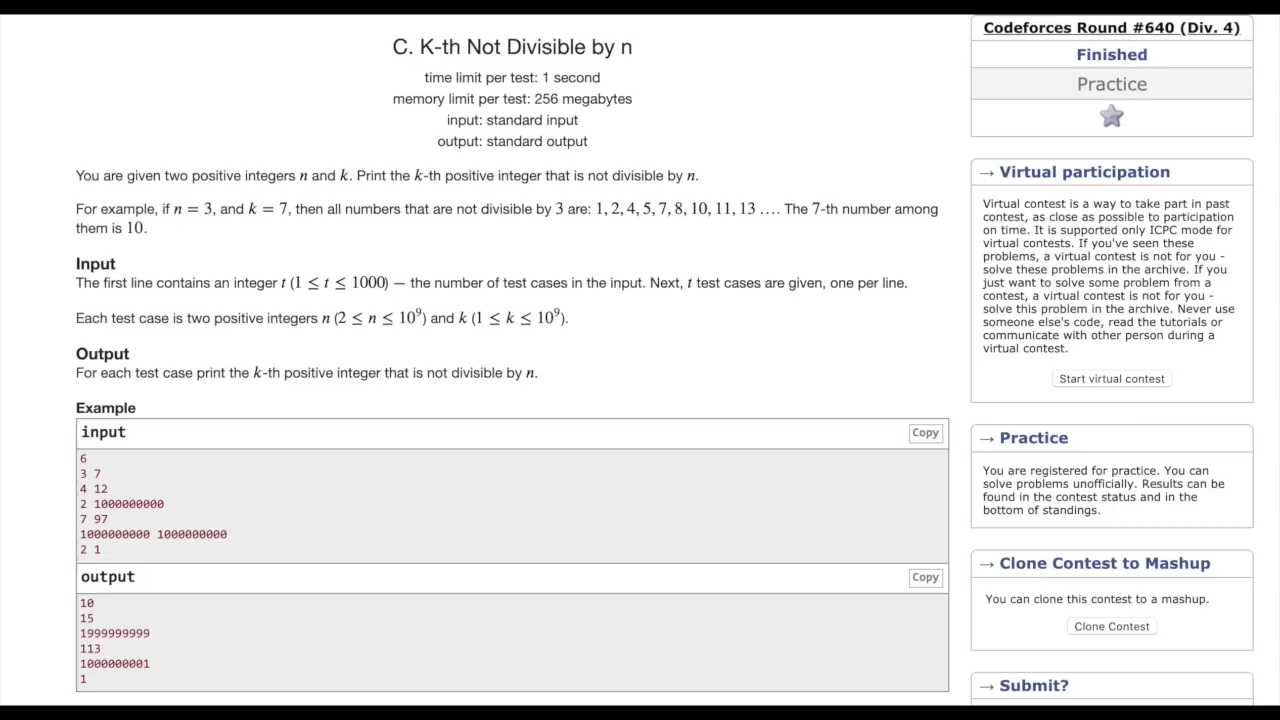 C. K-th Not Divisible by n
time limit per test: 1 second
memory limit per test: 256 megabytes
input: standard input
output: standard output
You are given two positive integers n and k. Print the k-th positive integer that is not divisible by n.
For example, if n = 3, and k = 7, then all numbers that are not divisible by 3 are: 1, 2, 4, 5, 7, 8, 10, 11, 13 …. The 7-th number among
them is 10.
Input
The first line contains an integer t (1 ≤ t ≤ 1000) — the number of test cases in the input. Next, t test cases are given, one per line.
Each test case is two positive integers n (2 ≤ n ≤ 10⁹) and k (1 ≤ k ≤ 10⁹).
Output
For each test case print the k-th positive integer that is not divisible by n.
Example
input Copy
6
3 7
4 12
2 1000000000
7 97
1000000000 1000000000
2 1
output Copy
10
15
1999999999
113
1000000001
1
Codeforces Round #640 (Div. 4)
Finished
Practice
→ Virtual participation
Virtual contest is a way to take part in past
contest, as close as possible to participation
on time. It is supported only ICPC mode for
virtual contests. If you've seen these
problems, a virtual contest is not for you -
solve these problems in the archive. If you
just want to solve some problem from a
contest, a virtual contest is not for you -
solve this problem in the archive. Never use
someone else's code, read the tutorials or
communicate with other person during a
virtual contest.
Start virtual contest
→ Practice
You are registered for practice. You can
solve problems unofficially. Results can be
found in the contest status and in the
bottom of standings.
→ Clone Contest to Mashup
You can clone this contest to a mashup.
Clone Contest
→ Submit?